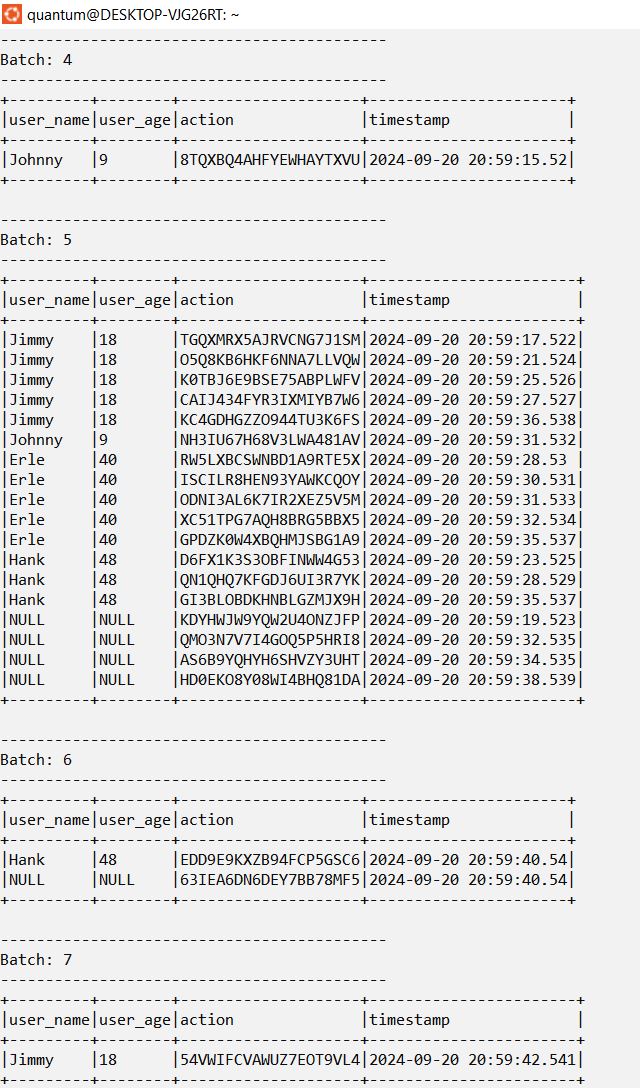 quantum@DESKTOP-VJG26RT: ~
-------------------------------------------
Batch: 4
-------------------------------------------
+---------+--------+--------------------+----------------------+
|user_name|user_age|action              |timestamp             |
+---------+--------+--------------------+----------------------+
|Johnny   |9       |8TQXBQ4AHFYEWHAYTXVU|2024-09-20 20:59:15.52|
+---------+--------+--------------------+----------------------+
-------------------------------------------
Batch: 5
-------------------------------------------
+---------+--------+--------------------+-----------------------+
|user_name|user_age|action              |timestamp              |
+---------+--------+--------------------+-----------------------+
|Jimmy    |18      |TGQXMRX5AJRVCNG7J1SM|2024-09-20 20:59:17.522|
|Jimmy    |18      |O5Q8KB6HKF6NNA7LLVQW|2024-09-20 20:59:21.524|
|Jimmy    |18      |K0TBJ6E9BSE75ABPLWFV|2024-09-20 20:59:25.526|
|Jimmy    |18      |CAIJ434FYR3IXMIYB7W6|2024-09-20 20:59:27.527|
|Jimmy    |18      |KC4GDHGZZO944TU3K6FS|2024-09-20 20:59:36.538|
|Johnny   |9       |NH3IU67H68V3LWA481AV|2024-09-20 20:59:31.532|
|Erle     |40      |RW5LXBCSWNBD1A9RTE5X|2024-09-20 20:59:28.53 |
|Erle     |40      |ISCILR8HEN93YAWKCQOY|2024-09-20 20:59:30.531|
|Erle     |40      |ODNI3AL6K7IR2XEZ5V5M|2024-09-20 20:59:31.533|
|Erle     |40      |XC51TPG7AQH8BRG5BBX5|2024-09-20 20:59:32.534|
|Erle     |40      |GPDZK0W4XBQHMJSBG1A9|2024-09-20 20:59:35.537|
|Hank     |48      |D6FX1K3S3OBFINWW4G53|2024-09-20 20:59:23.525|
|Hank     |48      |QN1QHQ7KFGDJ6UI3R7YK|2024-09-20 20:59:28.529|
|Hank     |48      |GI3BLOBDKHNBLGZMJX9H|2024-09-20 20:59:35.537|
|NULL     |NULL    |KDYHWJW9YQW2U4ONZJFP|2024-09-20 20:59:19.523|
|NULL     |NULL    |QMO3N7V7I4GOQ5P5HRI8|2024-09-20 20:59:32.535|
|NULL     |NULL    |AS6B9YQHYH6SHVZY3UHT|2024-09-20 20:59:34.535|
|NULL     |NULL    |HD0EKO8Y08WI4BHQ81DA|2024-09-20 20:59:38.539|
+---------+--------+--------------------+-----------------------+
-------------------------------------------
Batch: 6
-------------------------------------------
+---------+--------+--------------------+----------------------+
|user_name|user_age|action              |timestamp             |
+---------+--------+--------------------+----------------------+
|Hank     |48      |EDD9E9KXZB94FCP5GSC6|2024-09-20 20:59:40.54|
|NULL     |NULL    |63IEA6DN6DEY7BB78MF5|2024-09-20 20:59:40.54|
+---------+--------+--------------------+----------------------+
-------------------------------------------
Batch: 7
-------------------------------------------
+---------+--------+--------------------+-----------------------+
|user_name|user_age|action              |timestamp              |
+---------+--------+--------------------+-----------------------+
|Jimmy    |18      |54VWIFCVAWUZ7EOT9VL4|2024-09-20 20:59:42.541|
+---------+--------+--------------------+-----------------------+